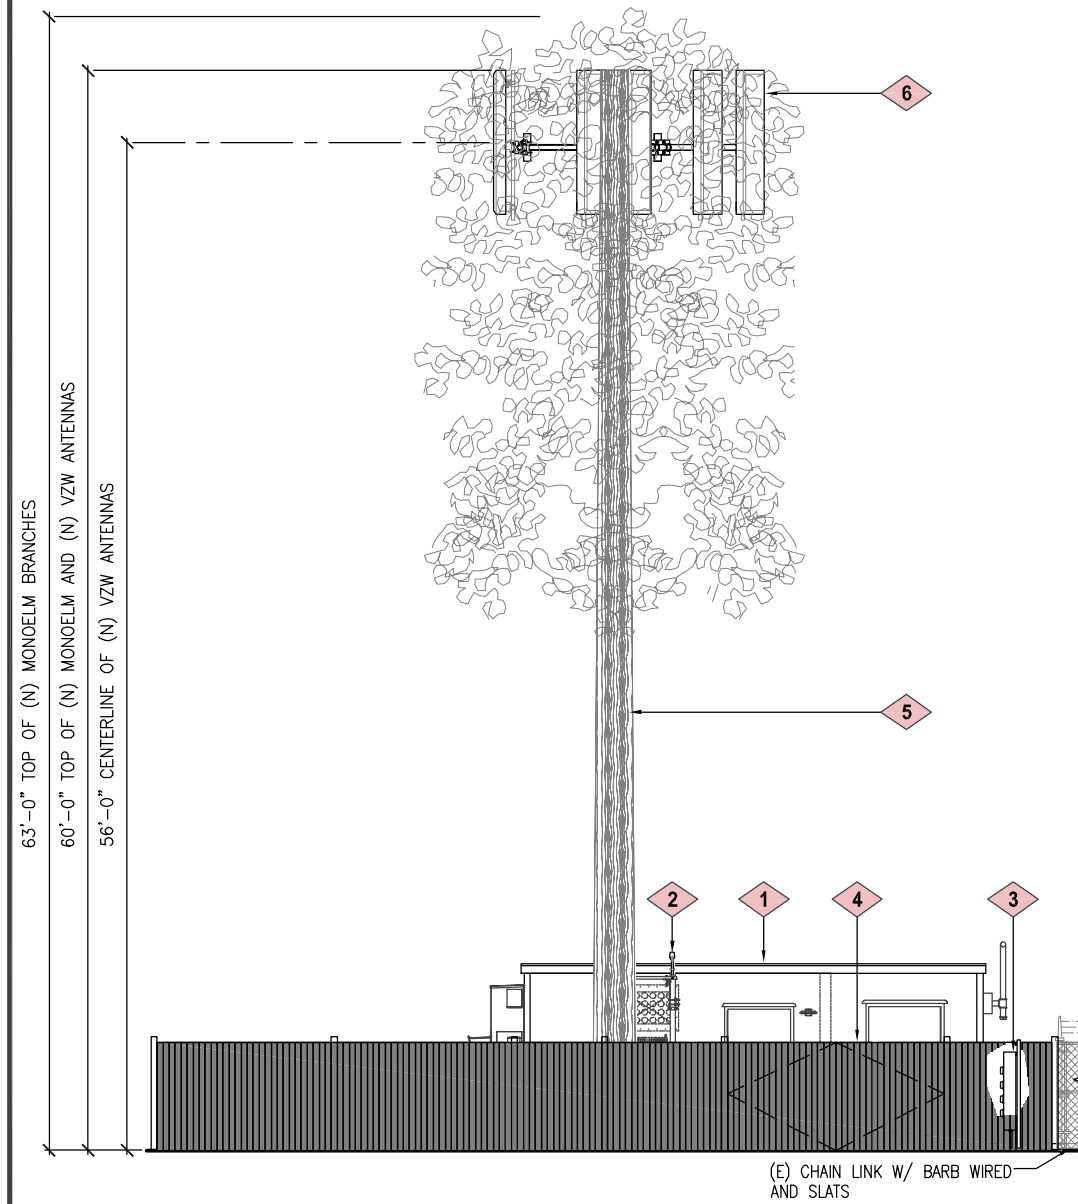 63'-0" TOP OF (N) MONOELM BRANCHES
60'-0" TOP OF (N) MONOELM AND (N) VZW ANTENNAS
56'-0" CENTERLINE OF (N) VZW ANTENNAS
6
5
2
1
4
3
(E) CHAIN LINK W/ BARB WIRED
AND SLATS